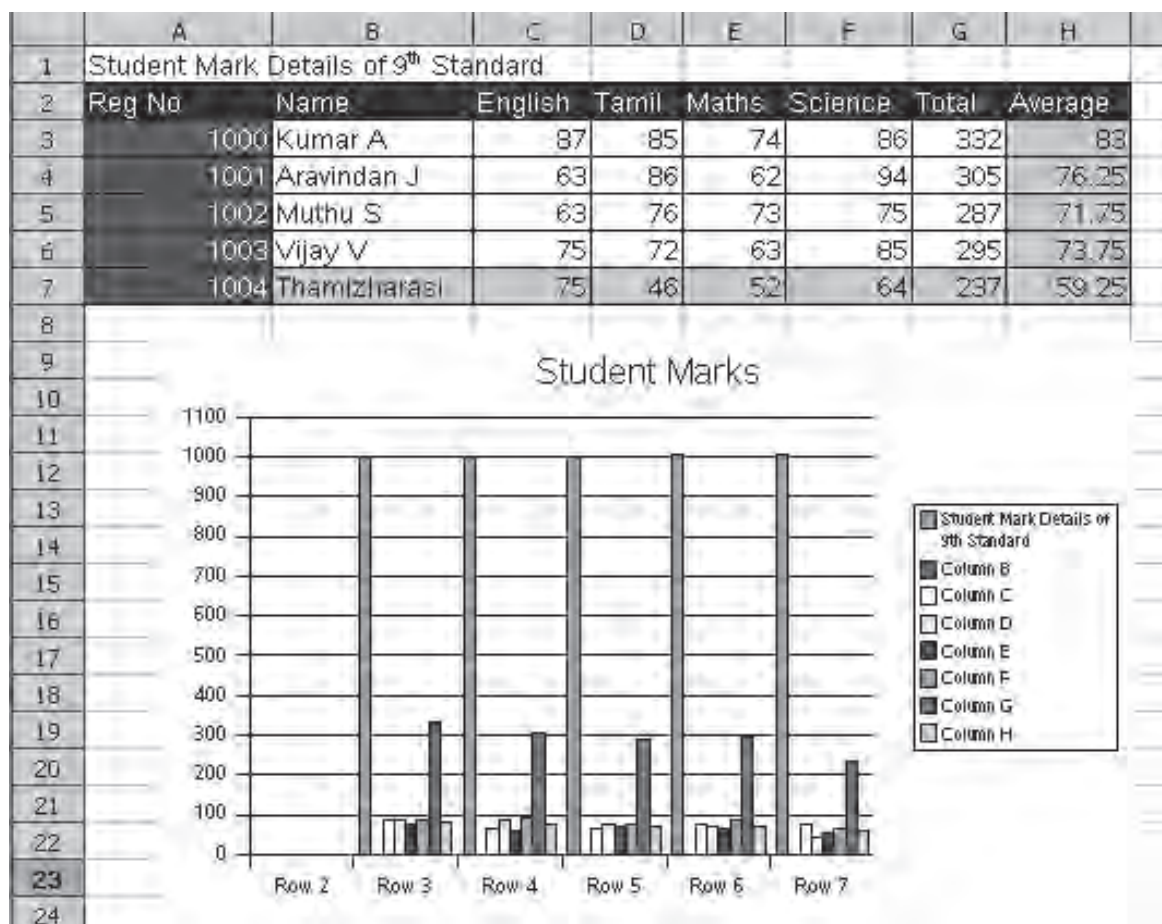 A B C D E F G H
1 Student Mark Details of 9th Standard
2 Reg No Name English Tamil Maths Science Total Average
3 1000 Kumar A 87 85 74 86 332 83
4 1001 Aravindan J 63 86 62 94 305 76.25
5 1002 Muthu S 63 76 73 75 287 71.75
6 1003 Vijay V 75 72 63 85 295 73.75
7 1004 Thamizharasi 75 46 52 64 237 59.25
8
9
10
11
12
13
14
15
16
17
18
19
20
21
22
23
24
Student Marks
1100
1000
900
800
700
600
500
400
300
200
100
0
Row 2 Row 3 Row 4 Row 5 Row 6 Row 7
Student Mark Details of
9th Standard
Column B
Column C
Column D
Column E
Column F
Column G
Column H